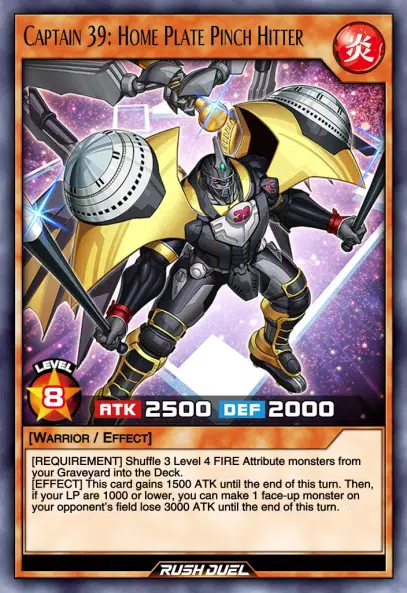 CAPTAIN 39: HOME PLATE PINCH HITTER
炎
39
LEVEL
8
ATK 2500 DEF 2000
[WARRIOR / EFFECT]
[REQUIREMENT] Shuffle 3 Level 4 FIRE Attribute monsters from
your Graveyard into the Deck.
[EFFECT] This card gains 1500 ATK until the end of this turn. Then,
if your LP are 1000 or lower, you can make 1 face-up monster on
your opponent's field lose 3000 ATK until the end of this turn.
RUSH DUEL